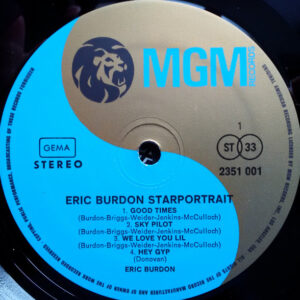 MGM
RECORDS
GEMA
STEREO
1
ST 33
2351 001
ERIC BURDON STARPORTRAIT
1. GOOD TIMES
(Burdon-Briggs-Weider-Jenkins-McCulloch)
2. SKY PILOT
(Burdon-Briggs-Weider-Jenkins-McCulloch)
3. WE LOVE YOU LIL
(Burdon-Briggs-Weider-Jenkins-McCulloch)
4. HEY GYP
(Donovan)
ERIC BURDON